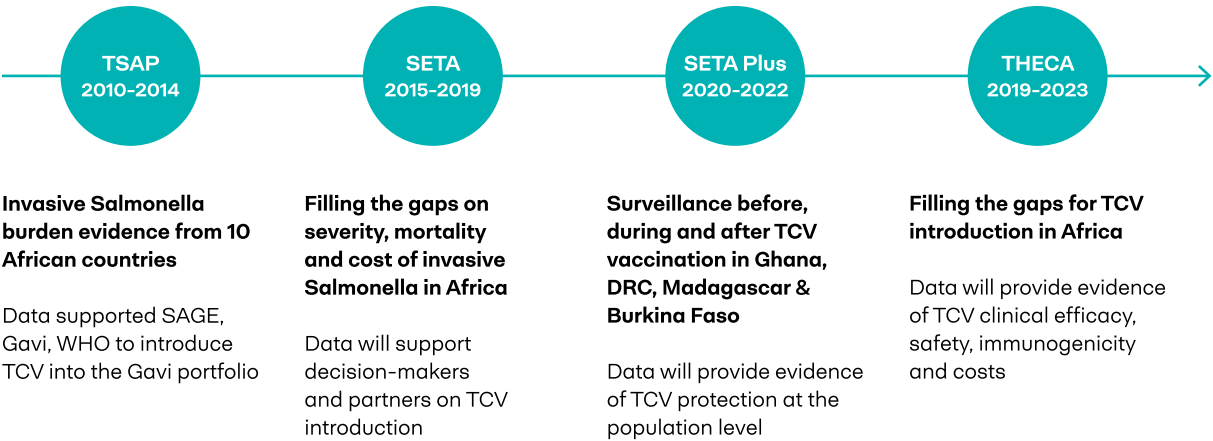 TSAP
2010-2014
SETA
2015-2019
SETA Plus
2020-2022
THECA
2019-2023
Invasive Salmonella
burden evidence from 10
African countries
Data supported SAGE,
Gavi, WHO to introduce
TCV into the Gavi portfolio
Filling the gaps on
severity, mortality
and cost of invasive
Salmonella in Africa
Data will support
decision-makers
and partners on TCV
introduction
Surveillance before,
during and after TCV
vaccination in Ghana,
DRC, Madagascar &
Burkina Faso
Data will provide evidence
of TCV protection at the
population level
Filling the gaps for TCV
introduction in Africa
Data will provide evidence
of TCV clinical efficacy,
safety, immunogenicity
and costs